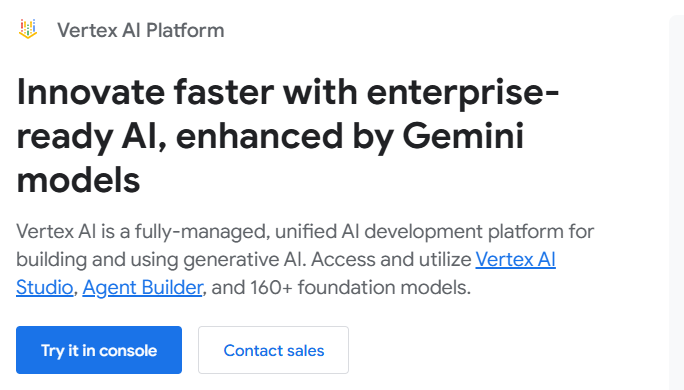 Vertex AI Platform
Innovate faster with enterprise-
ready AI, enhanced by Gemini
models
Vertex AI is a fully-managed, unified AI development platform for
building and using generative AI. Access and utilize Vertex AI
Studio, Agent Builder, and 160+ foundation models.
Try it in console
Contact sales